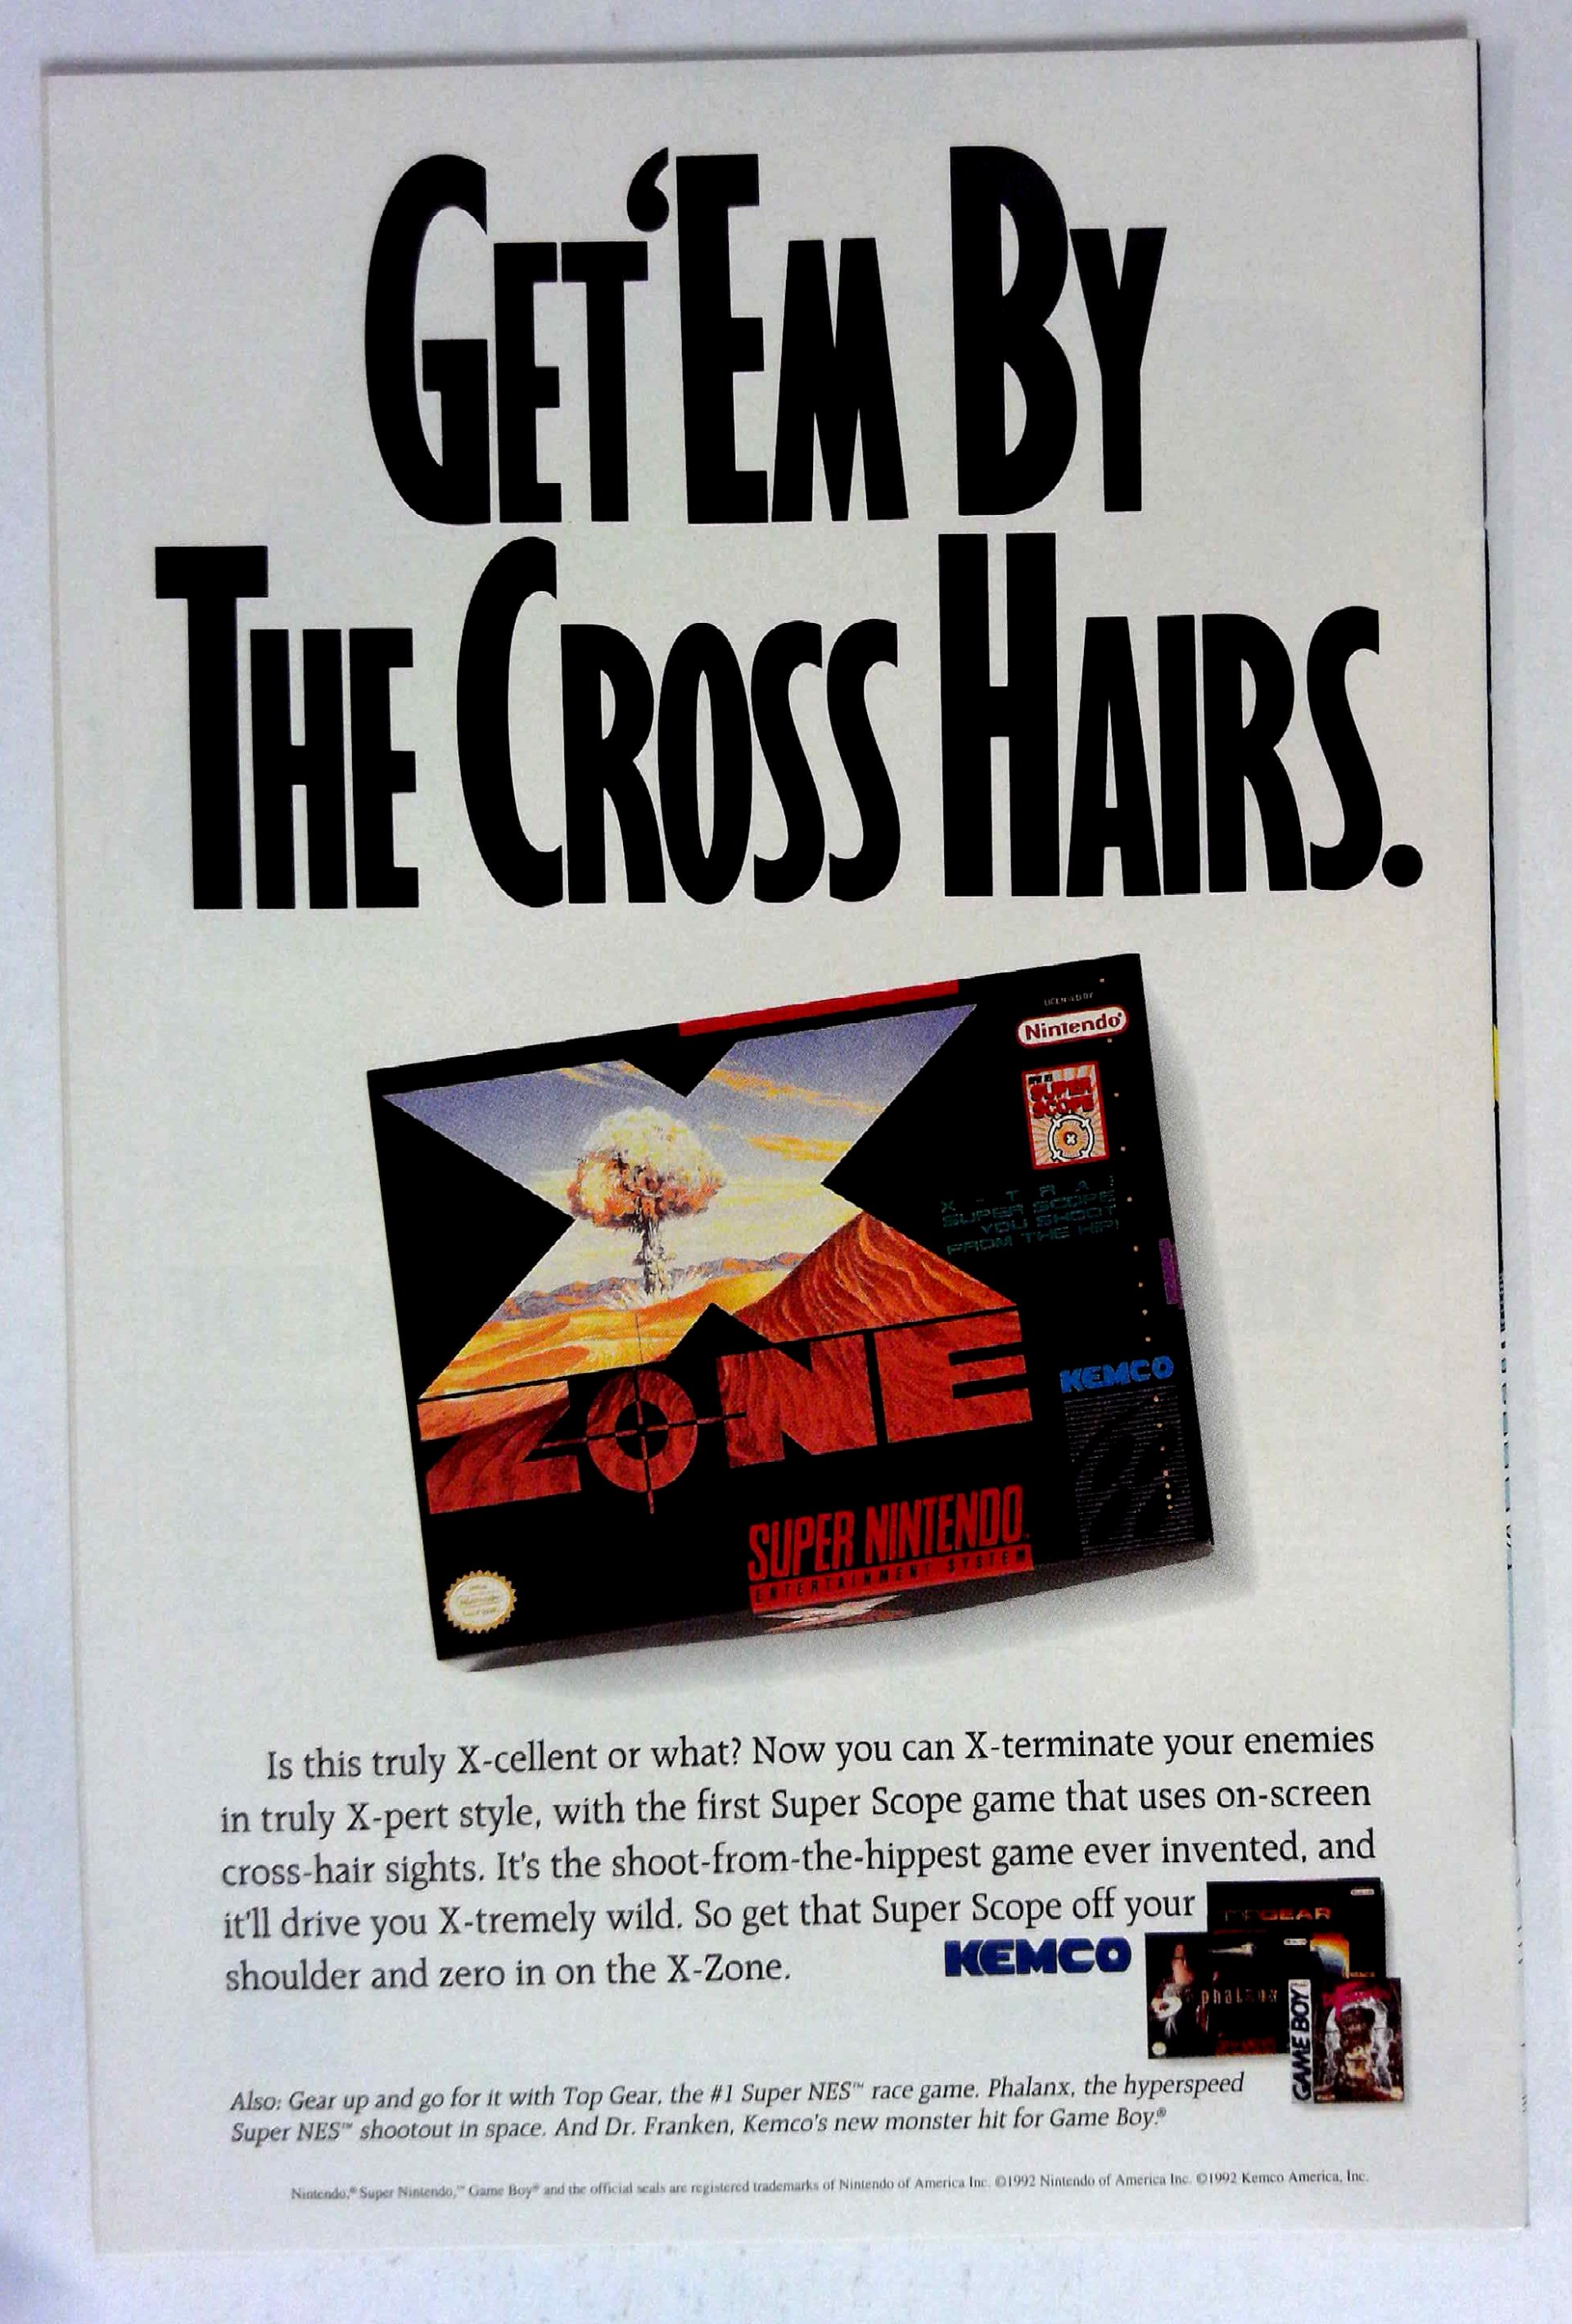 GET ‘EM BY
THE CROSS HAIRS.
LICENSED BY
Nintendo®
SUPER
SCOPE
X - T R A !
SUPER SCOPE
YOU SHOOT
FROM THE HIP!
X
ZONE
KEMCO
SUPER NINTENDO
ENTERTAINMENT SYSTEM
Is this truly X-cellent or what? Now you can X-terminate your enemies
in truly X-pert style, with the first Super Scope game that uses on-screen
cross-hair sights. It's the shoot-from-the-hippest game ever invented, and
it'll drive you X-tremely wild. So get that Super Scope off your
shoulder and zero in on the X-Zone.
KEMCO
GEAR
phalanx
GAME BOY
Also: Gear up and go for it with Top Gear, the #1 Super NES™ race game. Phalanx, the hyperspeed
Super NES™ shootout in space. And Dr. Franken, Kemco's new monster hit for Game Boy.®
Nintendo,® Super Nintendo,™ Game Boy® and the official seals are registered trademarks of Nintendo of America Inc. ©1992 Nintendo of America Inc. ©1992 Kemco America, Inc.